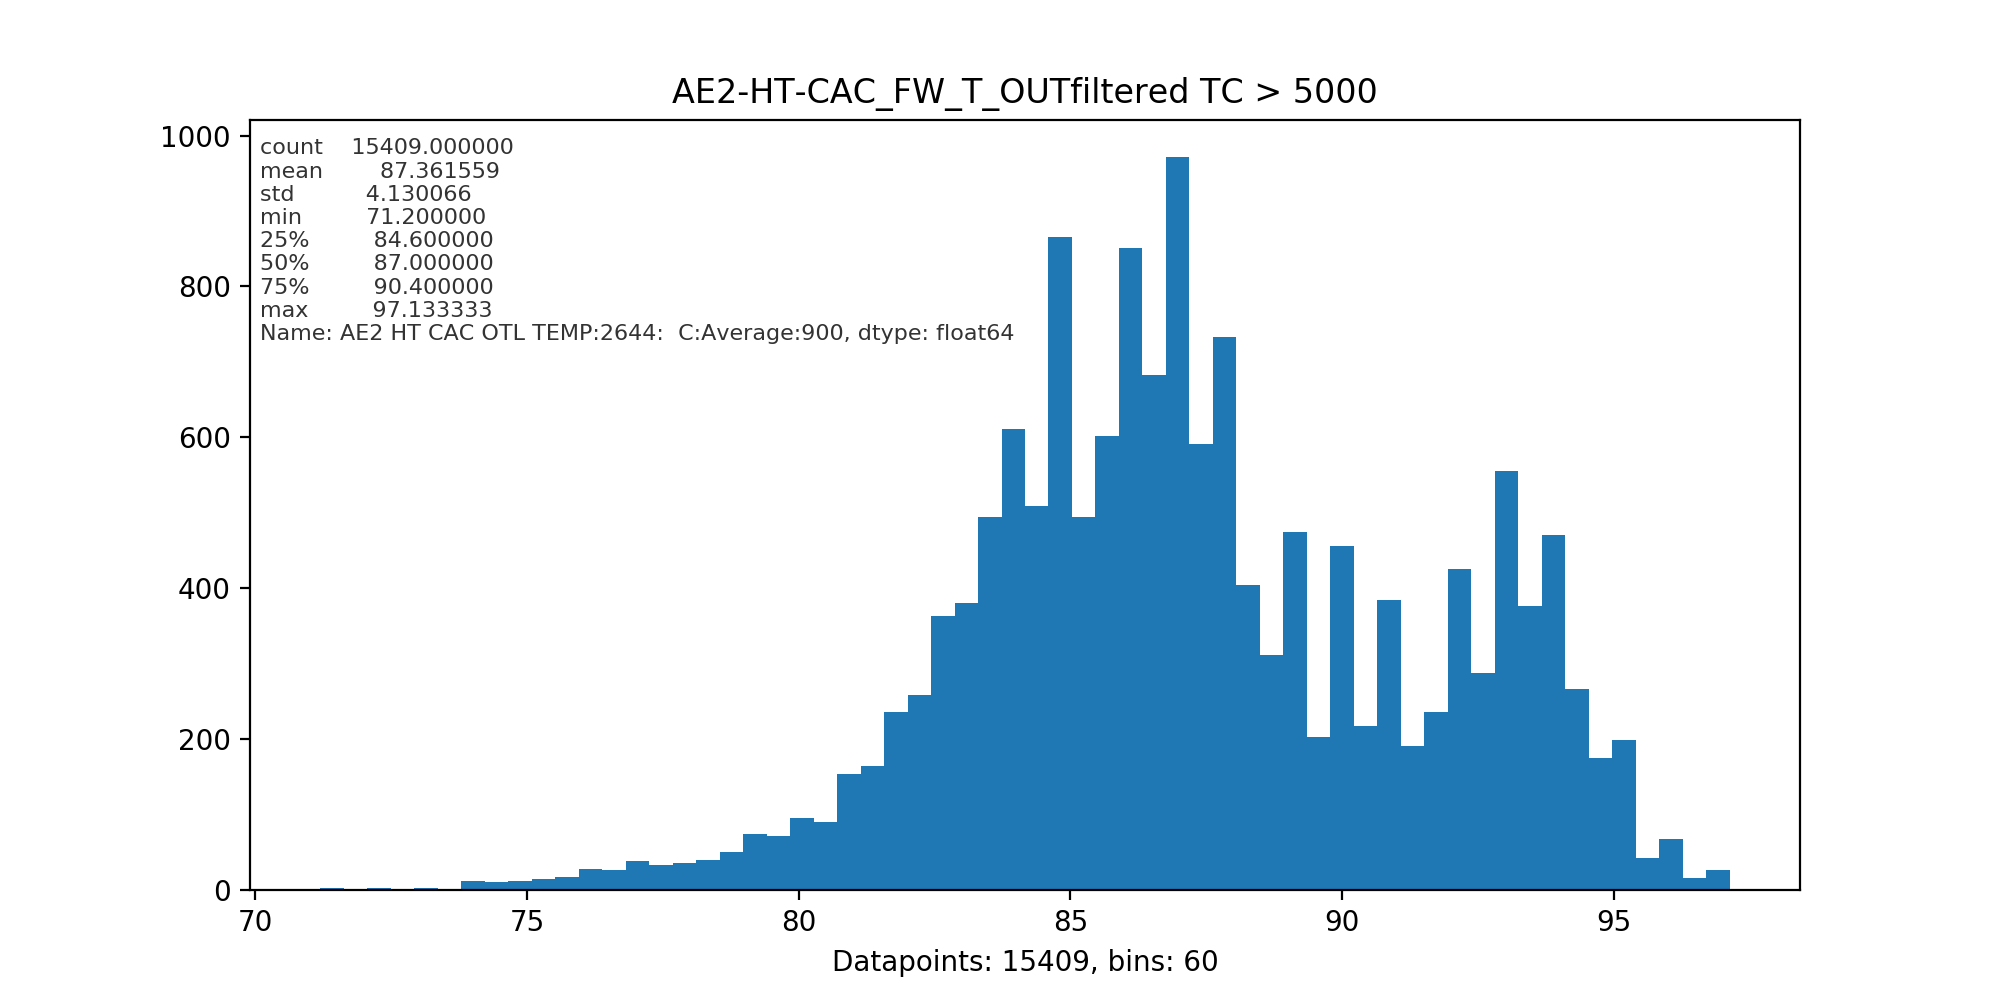 AE2-HT-CAC_FW_T_OUTfiltered TC > 5000
1000
800
600
400
200
0
count 15409.000000
mean 87.361559
std 4.130066
min 71.200000
25% 84.600000
50% 87.000000
75% 90.400000
max 97.133333
Name: AE2 HT CAC OTL TEMP:2644: C:Average:900, dtype: float64
70 75 80 85 90 95
Datapoints: 15409, bins: 60